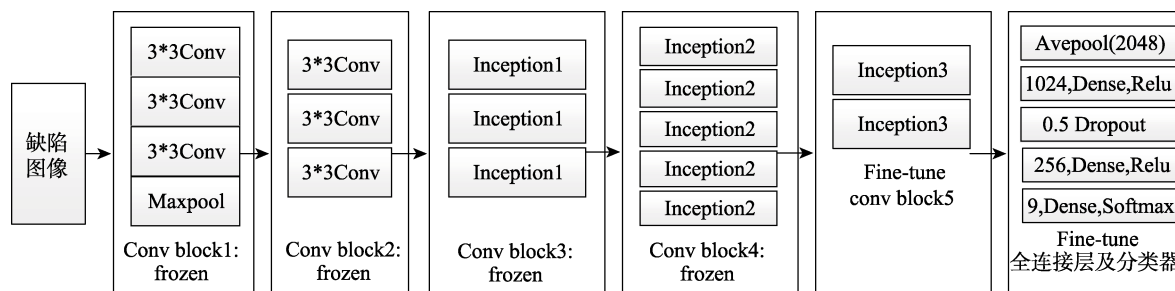 缺陷
图像
3*3Conv
3*3Conv
3*3Conv
Maxpool
Conv block1:
frozen
3*3Conv
3*3Conv
3*3Conv
Conv block2:
frozen
Inception1
Inception1
Inception1
Conv block3:
frozen
Inception2
Inception2
Inception2
Inception2
Inception2
Conv block4:
frozen
Inception3
Inception3
Fine-tune
conv block5
Avepool(2048)
1024,Dense,Relu
0.5 Dropout
256,Dense,Relu
9,Dense,Softmax
Fine-tune
全连接层及分类器